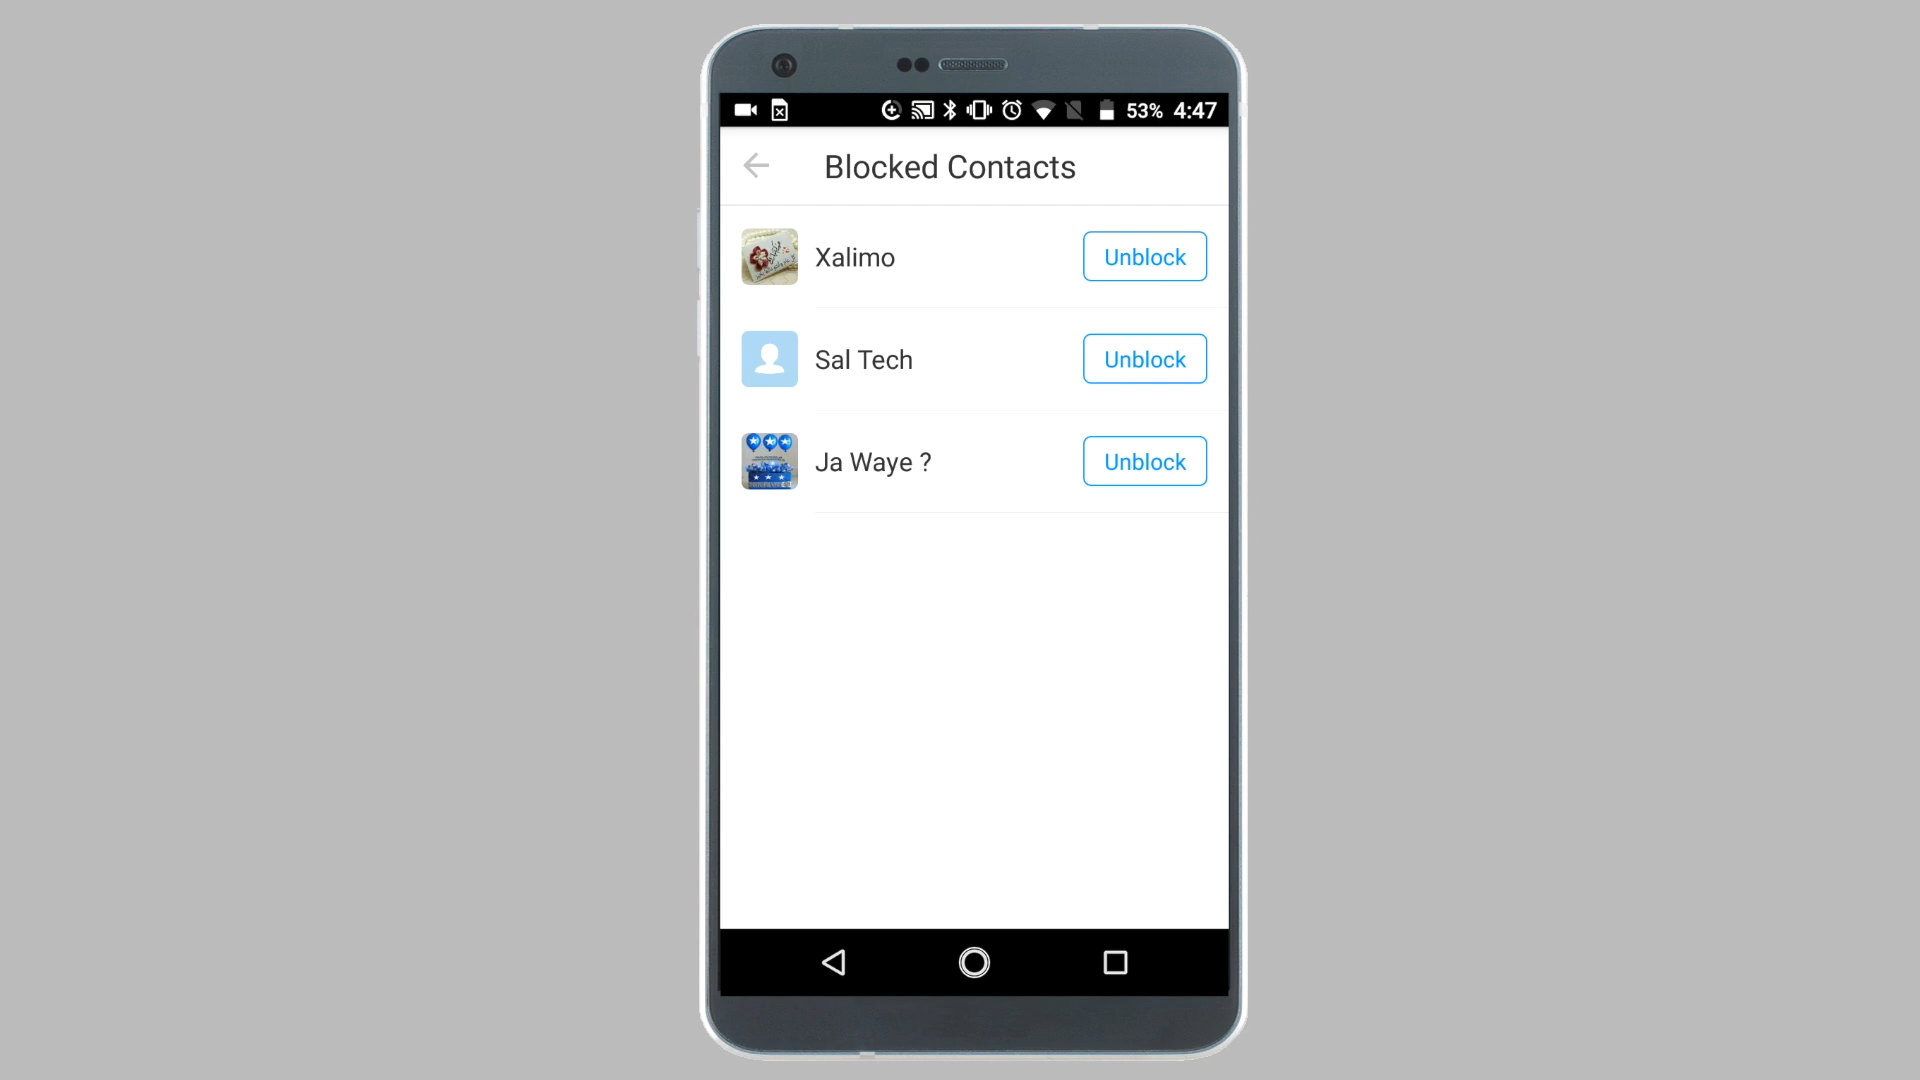 53% 4:47
Blocked Contacts
Xalimo
Unblock
Sal Tech
Unblock
Ja Waye ?
Unblock